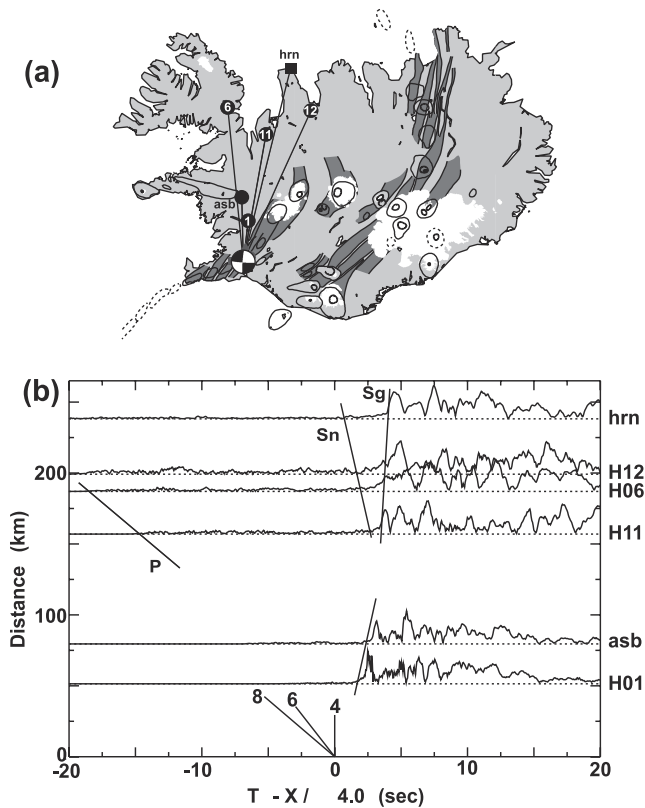 (a)
hrn
6
11
12
asb
1
(b)
Sg
Sn
P
hrn
H12
H06
H11
asb
H01
200
100
0
Distance (km)
8
6
4
-20
-10
0
10
20
T - X / 4.0 (sec)